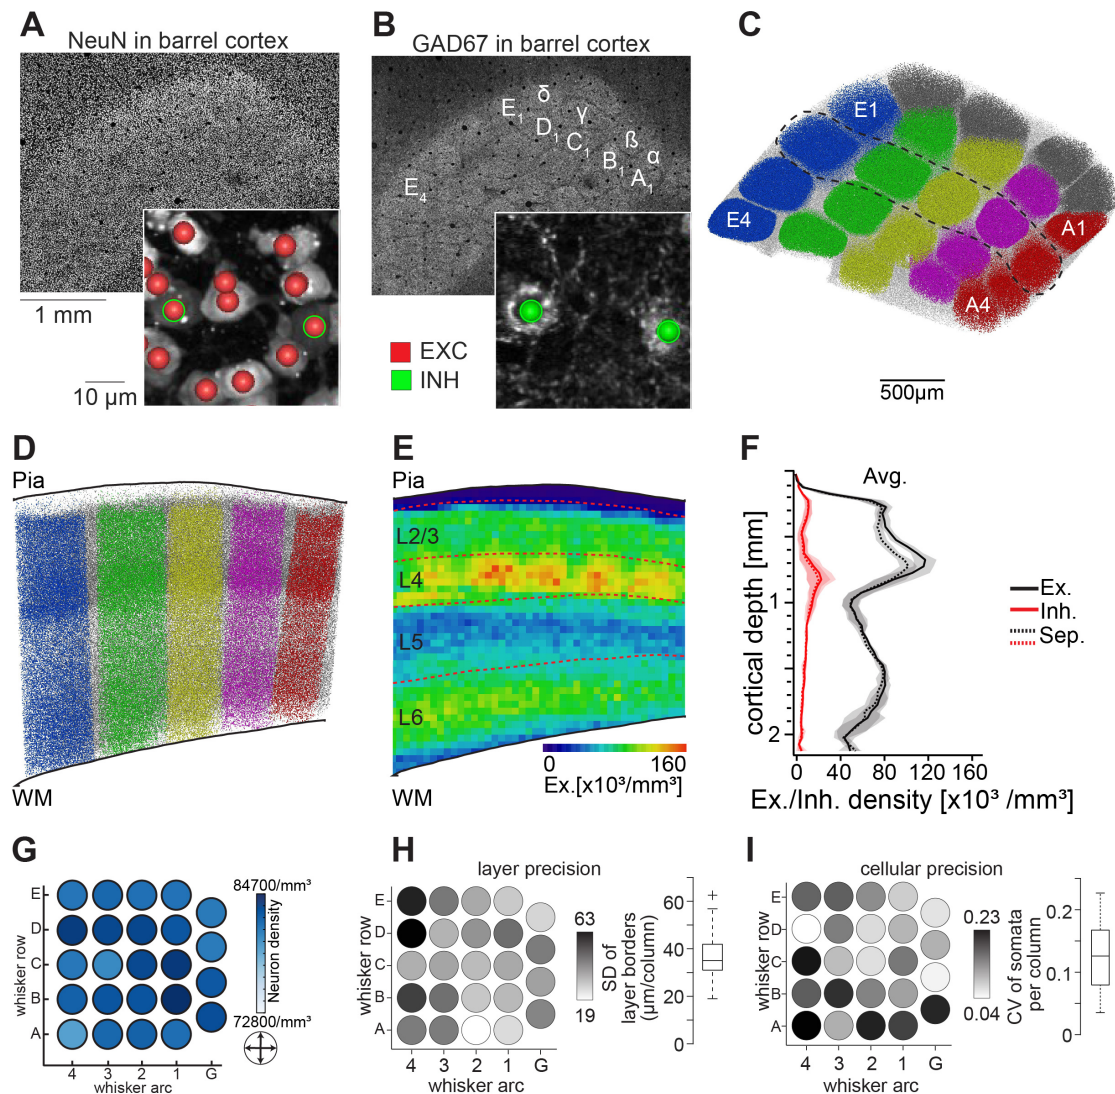 A
NeuN in barrel cortex
1 mm
10 µm
B
GAD67 in barrel cortex
E1
δ
D1
γ
C1
ß
B1
α
A1
E4
EXC
INH
C
E1
E4
A1
A4
500µm
D
Pia
WM
E
Pia
L2/3
L4
L5
L6
0 160
Ex.[x10³/mm³]
WM
F
Avg.
cortical depth [mm]
1
2
0 40 80 120 160
Ex./Inh. density [x10³ /mm³]
Ex.
Inh.
Sep.
G
whisker row
E
D
C
B
A
4 3 2 1 G
whisker arc
84700/mm³
Neuron density
72800/mm³
H
layer precision
whisker row
E
D
C
B
A
4 3 2 1 G
whisker arc
63
19
SD of
layer borders
(µm/column)
60
40
20
0
I
cellular precision
whisker row
E
D
C
B
A
4 3 2 1 G
whisker arc
0.23
0.04
CV of somata
per column
0.2
0.1
0